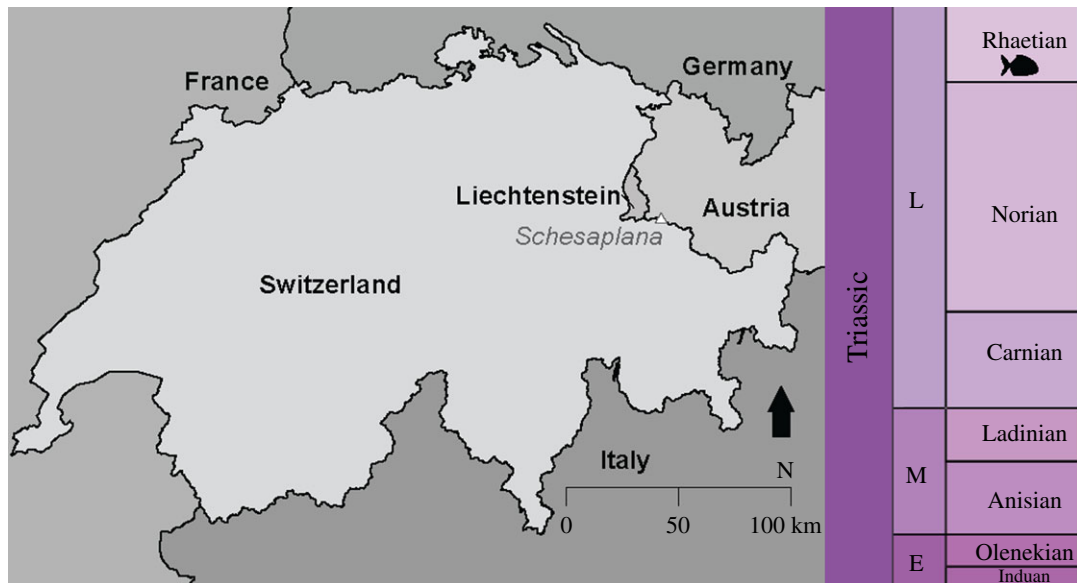 France
Germany
Liechtenstein
Austria
Schesaplana
Switzerland
Italy
N
0
50
100 km
Triassic
L
M
E
Rhaetian
Norian
Carnian
Ladinian
Anisian
Olenekian
Induan